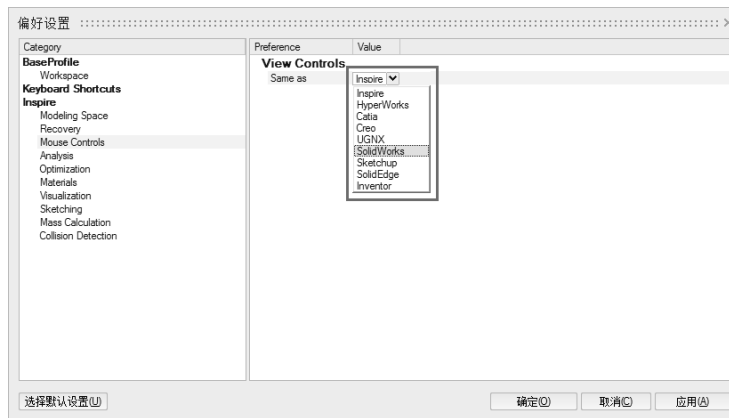 偏好设置
Category
Preference Value
BaseProfile
Workspace
Keyboard Shortcuts
Inspire
Modeling Space
Recovery
Mouse Controls
Analysis
Optimization
Materials
Visualization
Sketching
Mass Calculation
Collision Detection
View Controls
Same as Inspire
Inspire
HyperWorks
Catia
Creo
UGNX
SolidWorks
Sketchup
SolidEdge
Inventor
选择默认设置(U)
确定(O) 取消(C) 应用(A)